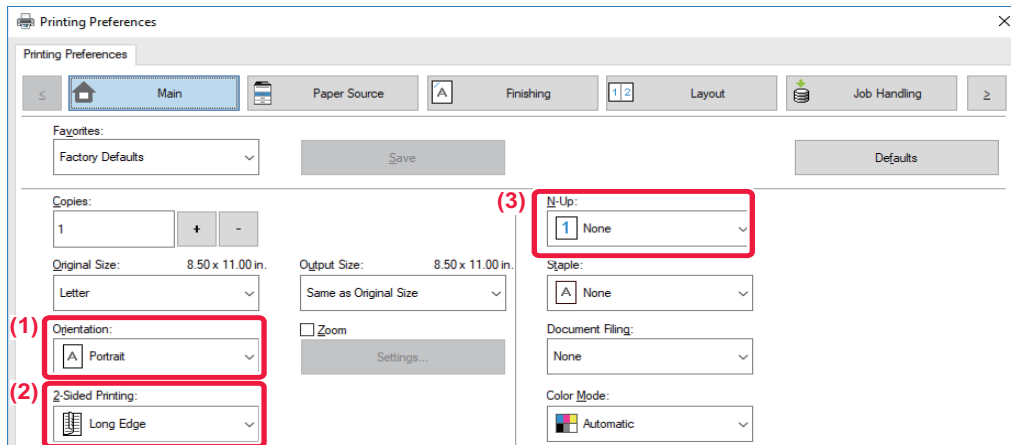 Printing Preferences
Printing Preferences
< Main Paper Source A Finishing 1 2 Layout Job Handling >
Favorites:
Factory Defaults Save Defaults
Copies: (3) N-Up:
1 + - 1 None
Original Size: 8.50 x 11.00 in. Output Size: 8.50 x 11.00 in. Staple:
Letter Same as Original Size A None
(1) Orientation: Zoom Document Filing:
A Portrait Settings... None
(2) 2-Sided Printing: Color Mode:
Long Edge Automatic